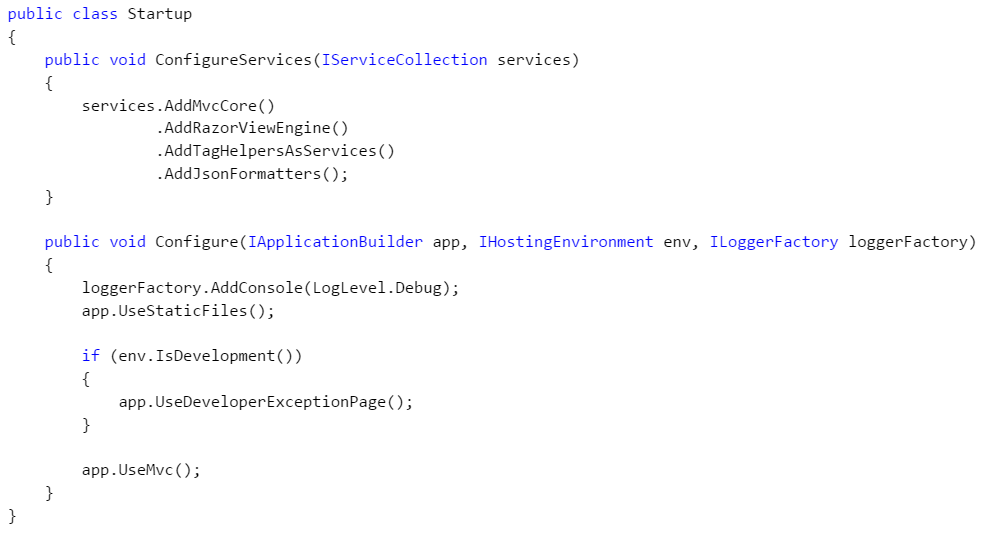 public class Startup
{
    public void ConfigureServices(IServiceCollection services)
    {
        services.AddMvcCore()
                .AddRazorViewEngine()
                .AddTagHelpersAsServices()
                .AddJsonFormatters();
    }

    public void Configure(IApplicationBuilder app, IHostingEnvironment env, ILoggerFactory loggerFactory)
    {
        loggerFactory.AddConsole(LogLevel.Debug);
        app.UseStaticFiles();

        if (env.IsDevelopment())
        {
            app.UseDeveloperExceptionPage();
        }

        app.UseMvc();
    }
}